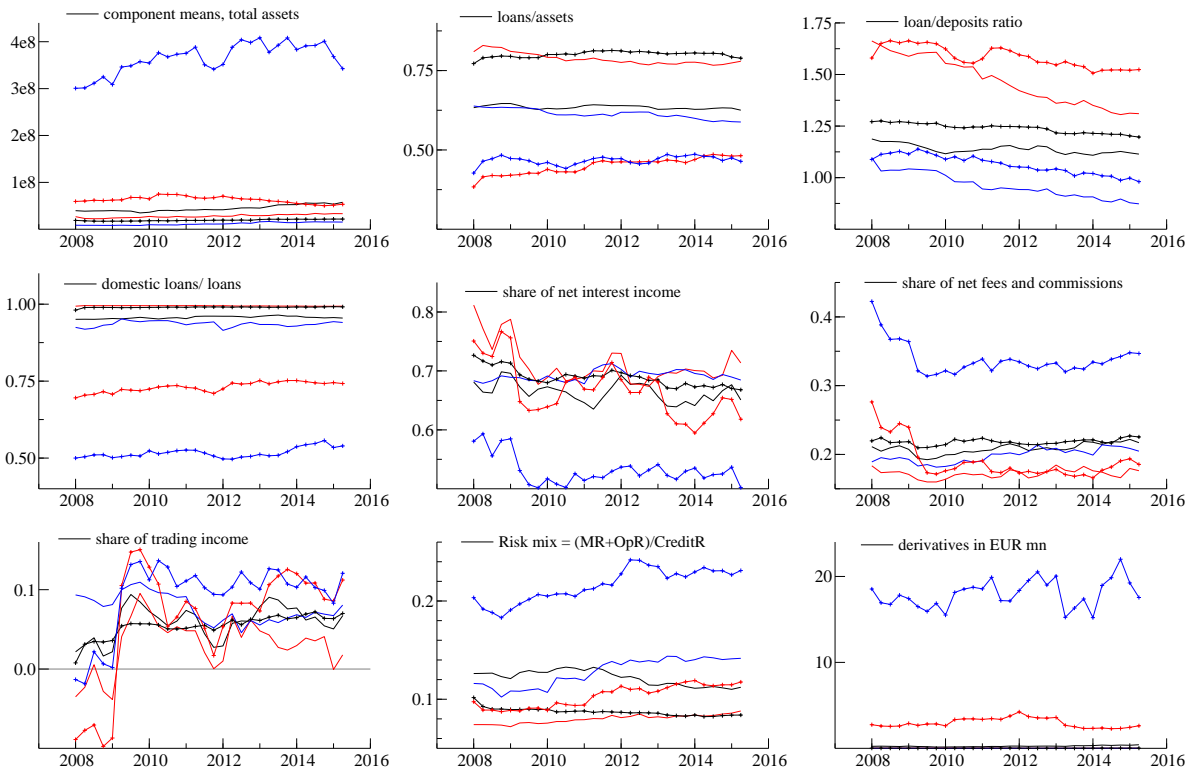 component means, total assets
4e8
3e8
2e8
1e8
2008 2010 2012 2014 2016
loans/assets
0.75
0.50
2008 2010 2012 2014 2016
loan/deposits ratio
1.75
1.50
1.25
1.00
2008 2010 2012 2014 2016
domestic loans/ loans
1.00
0.75
0.50
2008 2010 2012 2014 2016
share of net interest income
0.8
0.7
0.6
2008 2010 2012 2014 2016
share of net fees and commissions
0.4
0.3
0.2
2008 2010 2012 2014 2016
share of trading income
0.1
0.0
2008 2010 2012 2014 2016
Risk mix = (MR+OpR)/CreditR
0.2
0.1
2008 2010 2012 2014 2016
derivatives in EUR mn
20
10
2008 2010 2012 2014 2016